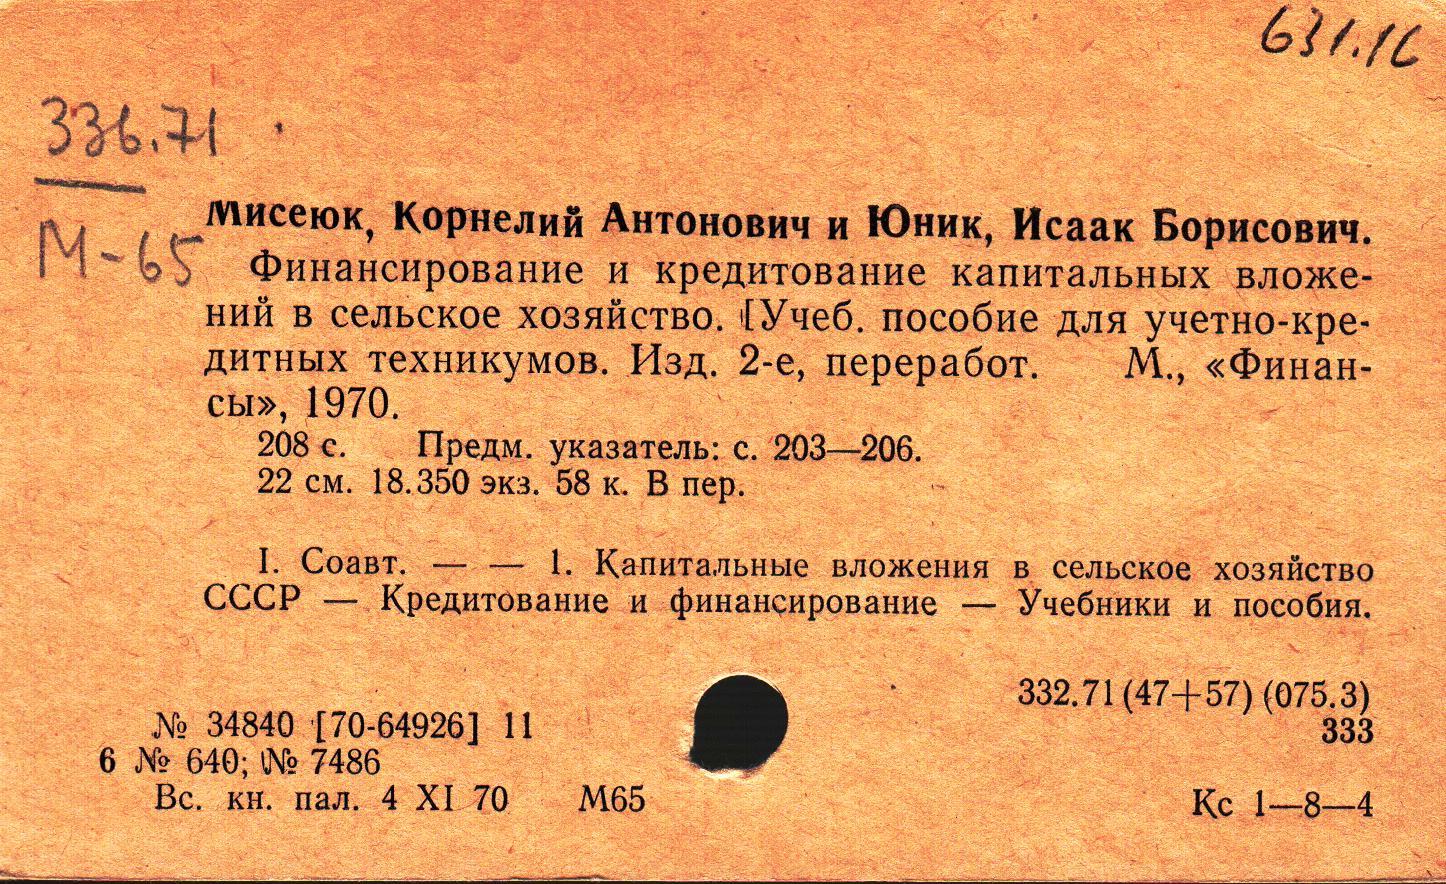 631.16
336.71
М-65
Мисеюк, Корнелий Антонович и Юник, Исаак Борисович.
Финансирование и кредитование капитальных вложе-
ний в сельское хозяйство. [Учеб. пособие для учетно-кре-
дитных техникумов. Изд. 2-е, переработ. М., «Финан-
сы», 1970.
208 с. Предм. указатель: с. 203—206.
22 см. 18.350 экз. 58 к. В пер.
I. Соавт. — — 1. Капитальные вложения в сельское хозяйство
СССР — Кредитование и финансирование — Учебники и пособия.
332.71(47+57)(075.3)
№ 34840 [70-64926] 11
333
6 № 640; № 7486
Вс. кн. пал. 4 XI 70 М65
Кс 1—8—4